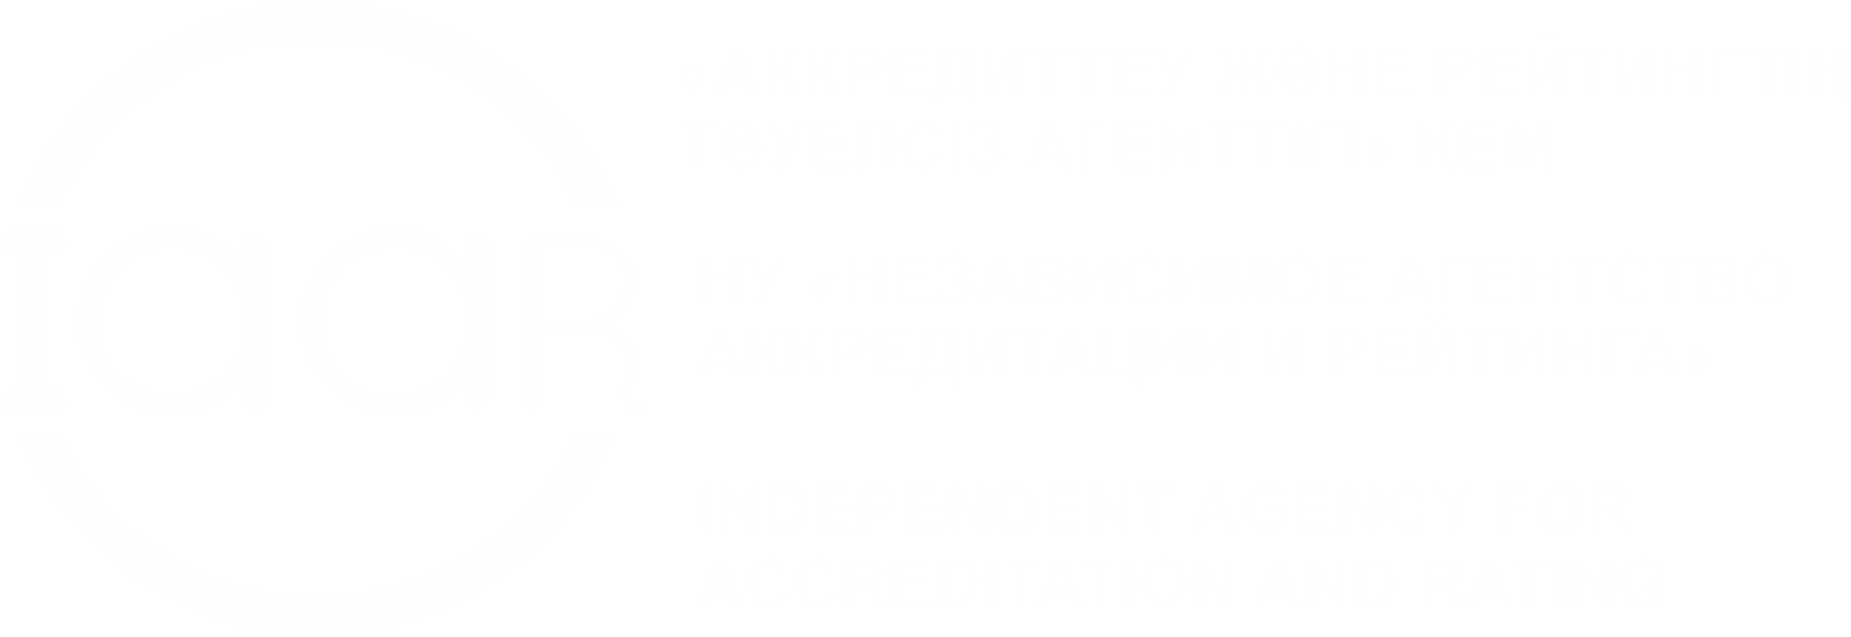 IaaR
«АККРЕДИТТЕУ ЖӘНЕ РЕЙТИНГТІҢ
ТӘУЕЛСІЗ АГЕНТТІГІ» КЕМ
НУ «НЕЗАВИСИМОЕ АГЕНТСТВО
АККРЕДИТАЦИИ И РЕЙТИНГА»
INDEPENDENT AGENCY FOR
ACCREDITATION AND RATING